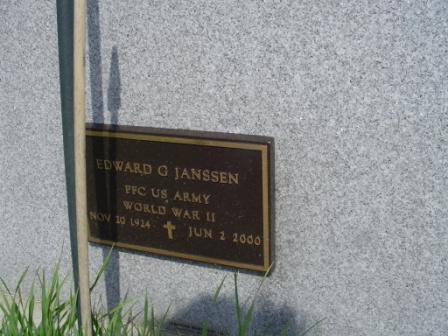 EDWARD G JANSSEN
PFC US ARMY
WORLD WAR II
NOV 20 1924 JUN 2 2000